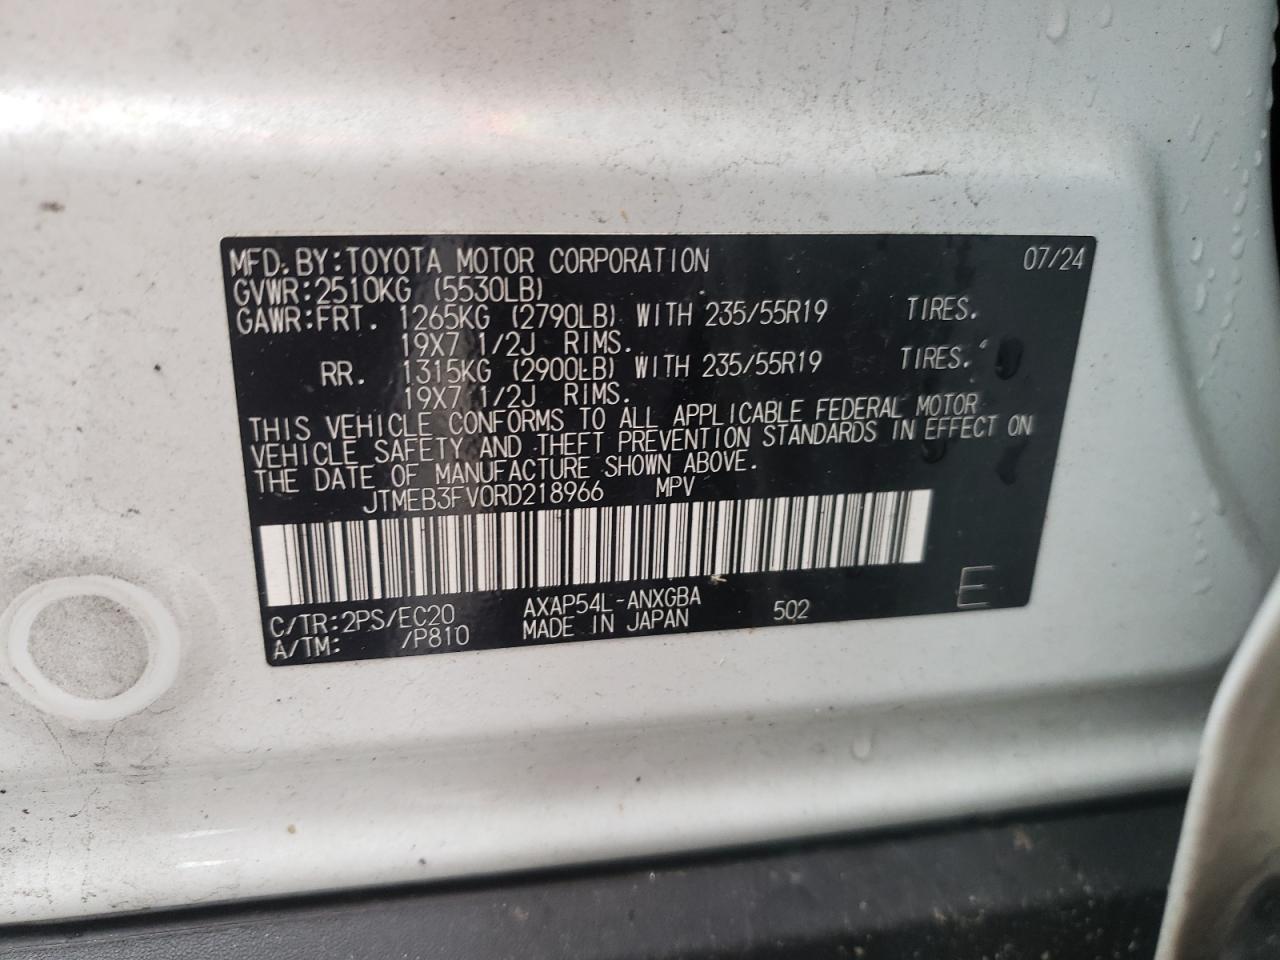 MFD. BY: TOYOTA MOTOR CORPORATION 07/24
GVWR: 2510KG (5530LB)
GAWR: FRT. 1265KG (2790LB) WITH 235/55R19 TIRES.
19X7 1/2J RIMS.
RR. 1315KG (2900LB) WITH 235/55R19 TIRES.
19X7 1/2J RIMS.
THIS VEHICLE CONFORMS TO ALL APPLICABLE FEDERAL MOTOR
VEHICLE SAFETY AND THEFT PREVENTION STANDARDS IN EFFECT ON
THE DATE OF MANUFACTURE SHOWN ABOVE.
JTMEB3FV0RD218966 MPV
C/TR: 2PS/EC20 AXAP54L-ANXGBA 502 E
A/TM: /P810 MADE IN JAPAN